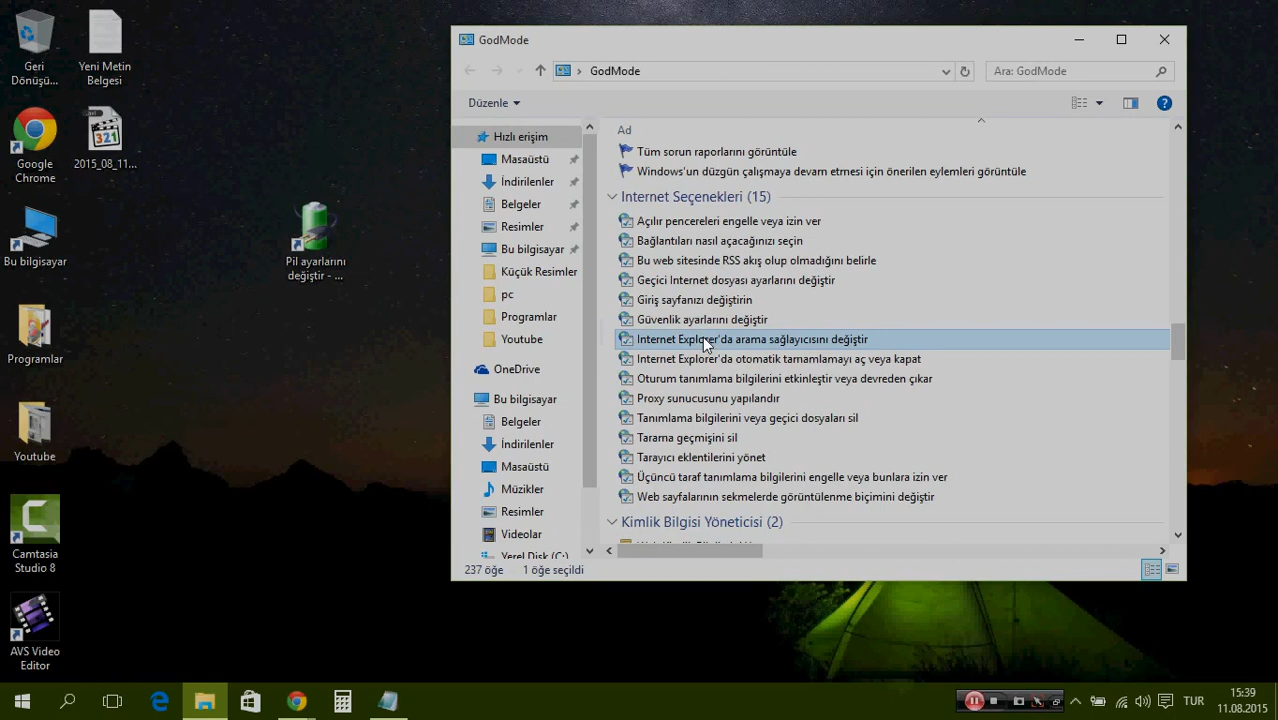 Geri
Dönüşü...
Yeni Metin
Belgesi
Google
Chrome
2015_08_11...
Bu bilgisayar
Pil ayarlarını
değiştir - ...
Programlar
Youtube
Camtasia
Studio 8
AVS Video
Editor
GodMode
GodMode
Ara: GodMode
Düzenle
Hızlı erişim
Masaüstü
İndirilenler
Belgeler
Resimler
Bu bilgisayar
Küçük Resimler
pc
Programlar
Youtube
OneDrive
Bu bilgisayar
Belgeler
İndirilenler
Masaüstü
Müzikler
Resimler
Videolar
Yerel Disk (C:)
Ad
Tüm sorun raporlarını görüntüle
Windows'un düzgün çalışmaya devam etmesi için önerilen eylemleri görüntüle
Internet Seçenekleri (15)
Açılır pencereleri engelle veya izin ver
Bağlantıları nasıl açacağınızı seçin
Bu web sitesinde RSS akış olup olmadığını belirle
Geçici Internet dosyası ayarlarını değiştir
Giriş sayfanızı değiştirin
Güvenlik ayarlarını değiştir
Internet Explorer'da arama sağlayıcısını değiştir
Internet Explorer'da otomatik tamamlamayı aç veya kapat
Oturum tanımlama bilgilerini etkinleştir veya devreden çıkar
Proxy sunucusunu yapılandır
Tanımlama bilgilerini veya geçici dosyaları sil
Tarama geçmişini sil
Tarayıcı eklentilerini yönet
Üçüncü taraf tanımlama bilgilerini engelle veya bunlara izin ver
Web sayfalarının sekmelerde görüntülenme biçimini değiştir
Kimlik Bilgisi Yöneticisi (2)
237 öğe
1 öğe seçildi
TUR
15:39
11.08.2015